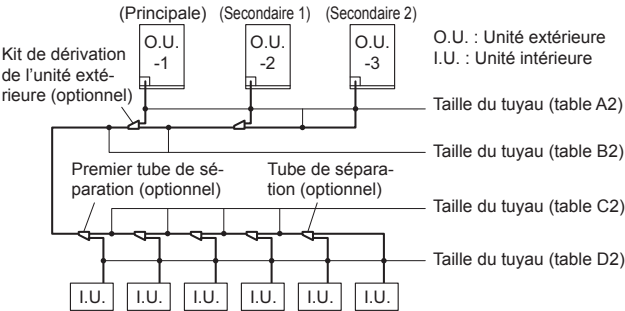 (Principale) (Secondaire 1) (Secondaire 2)
O.U.
-1
O.U.
-2
O.U.
-3
O.U. : Unité extérieure
I.U. : Unité intérieure
Kit de dérivation
de l'unité exté-
rieure (optionnel)
Taille du tuyau (table A2)
Taille du tuyau (table B2)
Premier tube de sé-
paration (optionnel)
Tube de sépara-
tion (optionnel)
Taille du tuyau (table C2)
Taille du tuyau (table D2)
I.U. I.U. I.U. I.U. I.U. I.U.